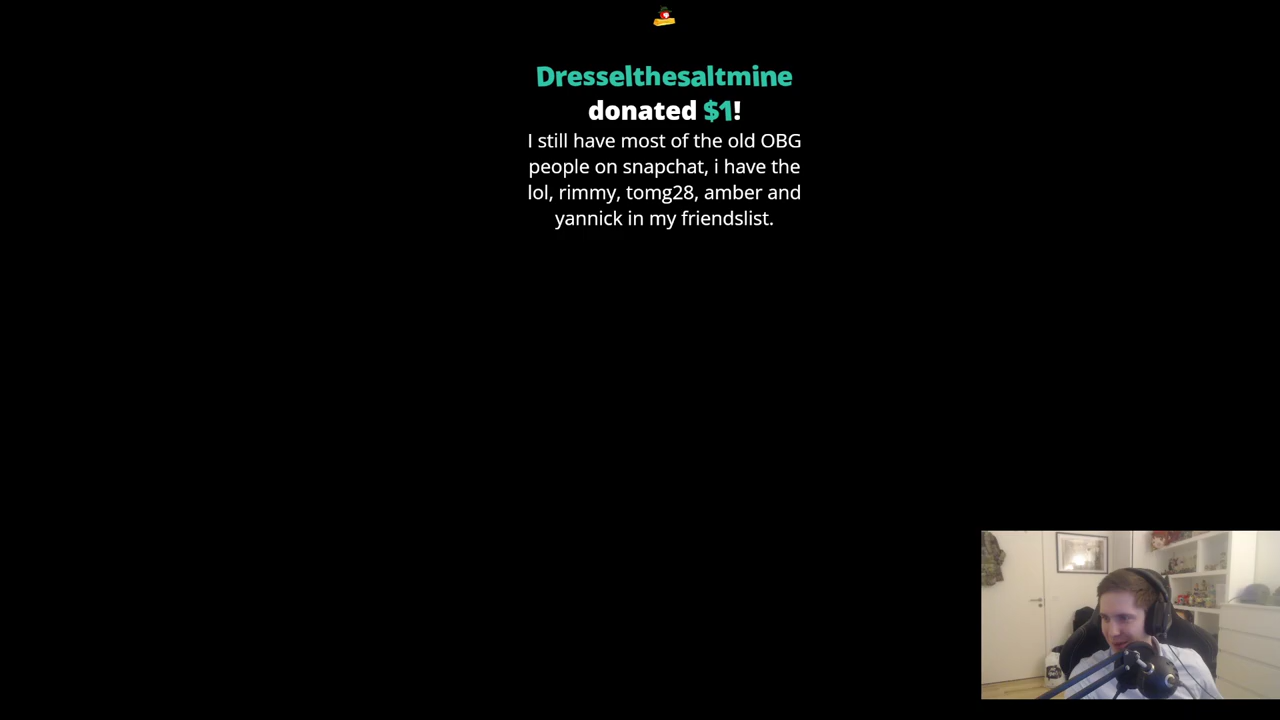 Dresselthesaltmine
donated $1!
I still have most of the old OBG
people on snapchat, i have the
lol, rimmy, tomg28, amber and
yannick in my friendslist.